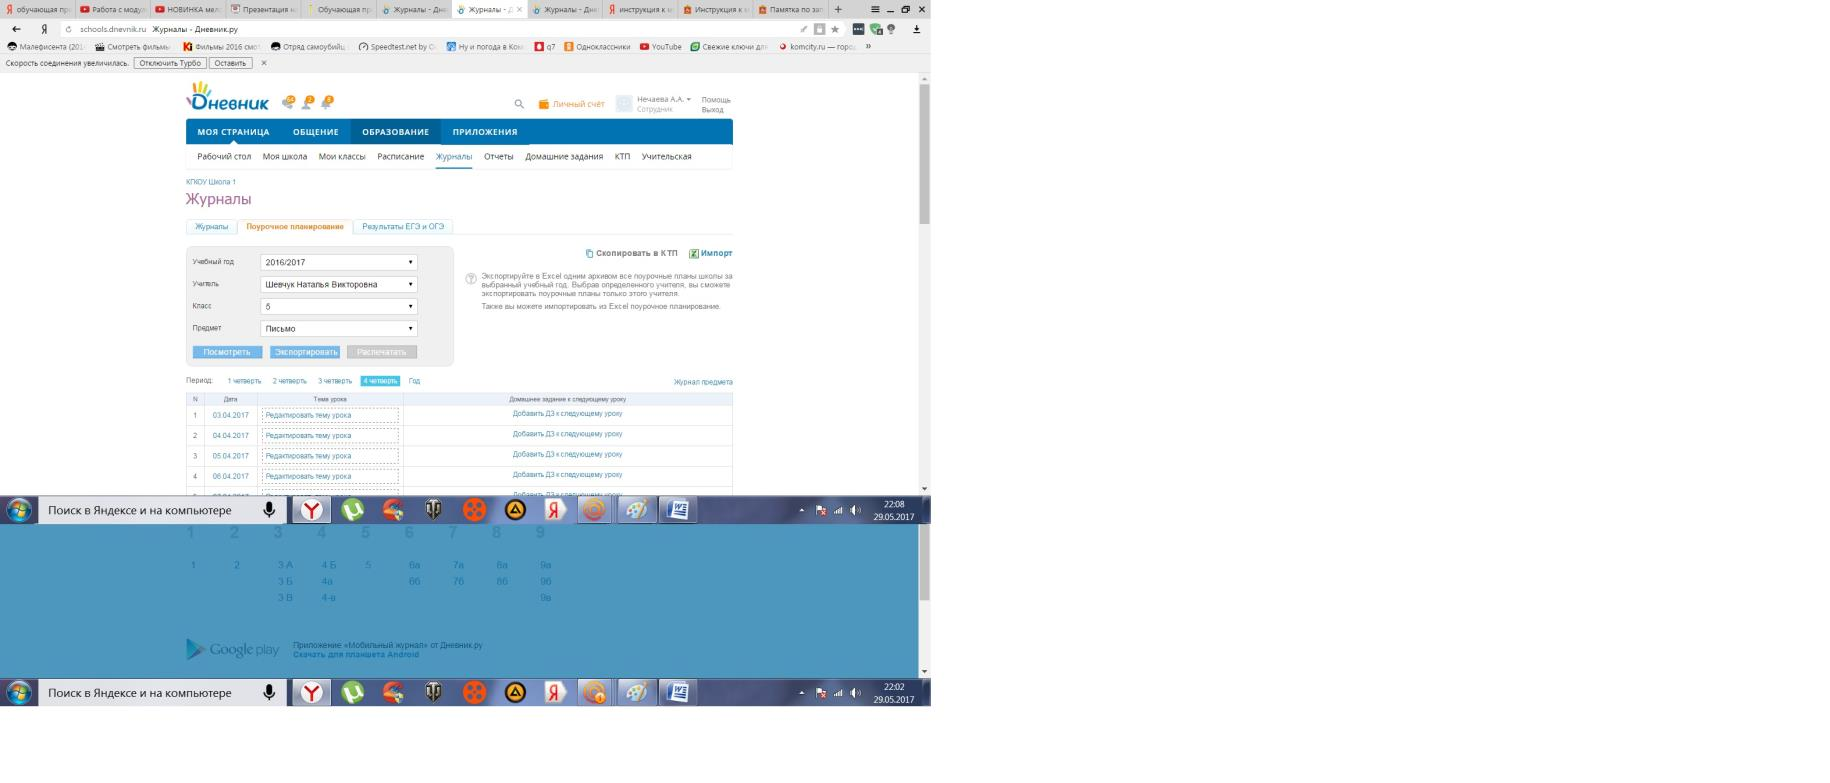 обучающая пре
Работа с модул
НОВИНКА мело
Презентация на
Обучающая пр
Журналы - Дне
Журналы - Д
Журналы - Дне
инструкция к м
Инструкция к м
Памятка по зап
schools.dnevnik.ru Журналы - Дневник.ру
Малефисента (201
Смотреть фильмы
Фильмы 2016 смот
Отряд самоубийц
Speedtest.net by O
Ну и погода в Ком
q7
Одноклассники
YouTube
Свежие ключи для
komcity.ru — город
Скорость соединения увеличилась. Отключить Турбо Оставить
Дневник
64 2 8
Личный счёт
Нечаева А.А.
Сотрудник
Помощь
Выход
МОЯ СТРАНИЦА ОБЩЕНИЕ ОБРАЗОВАНИЕ ПРИЛОЖЕНИЯ
Рабочий стол Моя школа Мои классы Расписание Журналы Отчеты Домашние задания КТП Учительская
КГКОУ Школа 1
Журналы
Журналы Поурочное планирование Результаты ЕГЭ и ОГЭ
Учебный год 2016/2017
Учитель Шевчук Наталья Викторовна
Класс 5
Предмет Письмо
Посмотреть Экспортировать Распечатать
Скопировать в КТП Импорт
Экспортируйте в Excel одним архивом все поурочные планы школы за
выбранный учебный год. Выбрав определенного учителя, вы сможете
экспортировать поурочные планы только этого учителя.
Также вы можете импортировать из Excel поурочное планирование.
Период: 1 четверть 2 четверть 3 четверть 4 четверть Год Журнал предмета
N Дата Тема урока Домашнее задание к следующему уроку
1 03.04.2017 Редактировать тему урока Добавить ДЗ к следующему уроку
2 04.04.2017 Редактировать тему урока Добавить ДЗ к следующему уроку
3 05.04.2017 Редактировать тему урока Добавить ДЗ к следующему уроку
4 06.04.2017 Редактировать тему урока Добавить ДЗ к следующему уроку
Поиск в Яндексе и на компьютере
22:08
29.05.2017
1 2 3 4 5 6 7 8 9
1 2 3 А 4 Б 5 6а 7а 8а 9а
3 Б 4а 6б 7б 8б 9б
3 В 4-в 9в
Google play
Приложение «Мобильный журнал» от Дневник.ру
Скачать для планшета Android
Поиск в Яндексе и на компьютере
22:02
29.05.2017